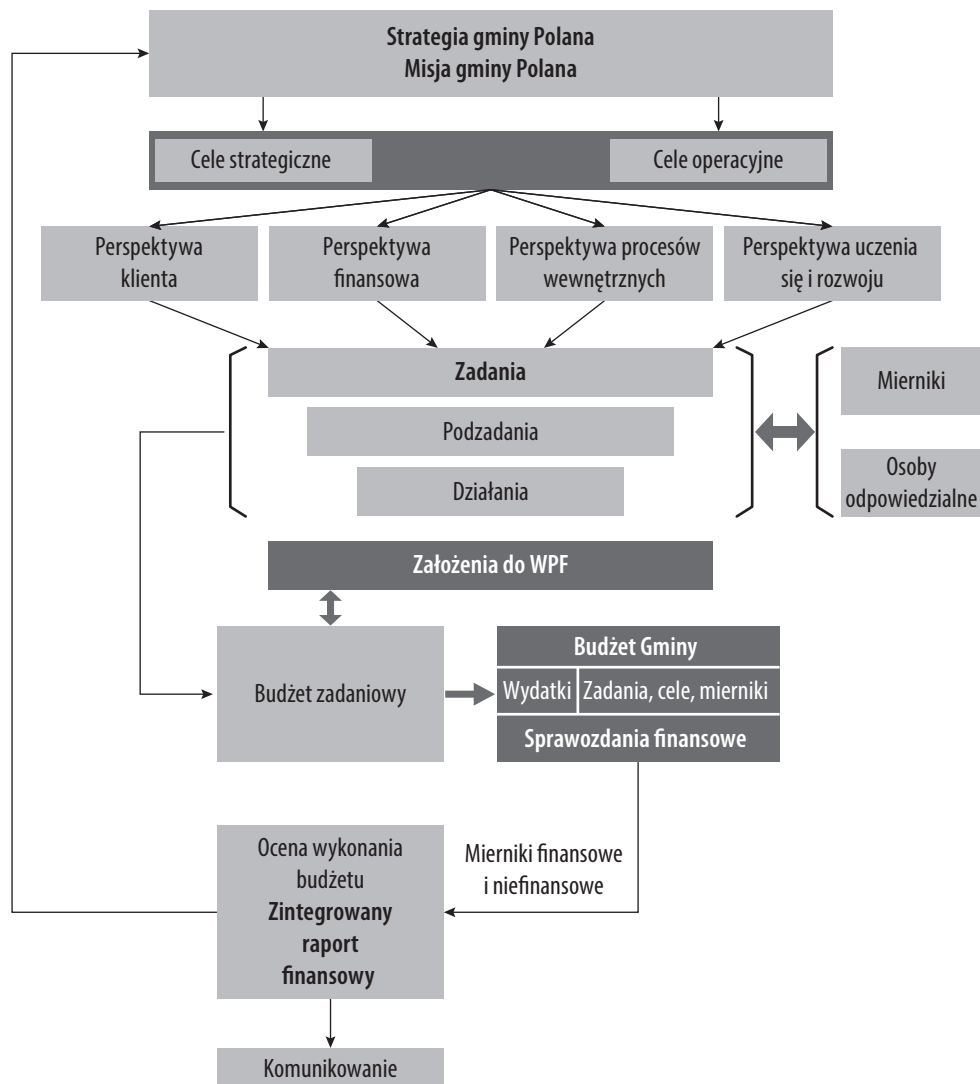 Strategia gminy Polana
Misja gminy Polana
Cele strategiczne
Cele operacyjne
Perspektywa
klienta
Perspektywa
finansowa
Perspektywa procesów
wewnętrznych
Perspektywa uczenia
się i rozwoju
Zadania
Podzadania
Działania
Mierniki
Osoby
odpowiedzialne
Założenia do WPF
Budżet zadaniowy
Budżet Gminy
Wydatki
Zadania, cele, mierniki
Sprawozdania finansowe
Mierniki finansowe
i niefinansowe
Ocena wykonania
budżetu
Zintegrowany
raport
finansowy
Komunikowanie